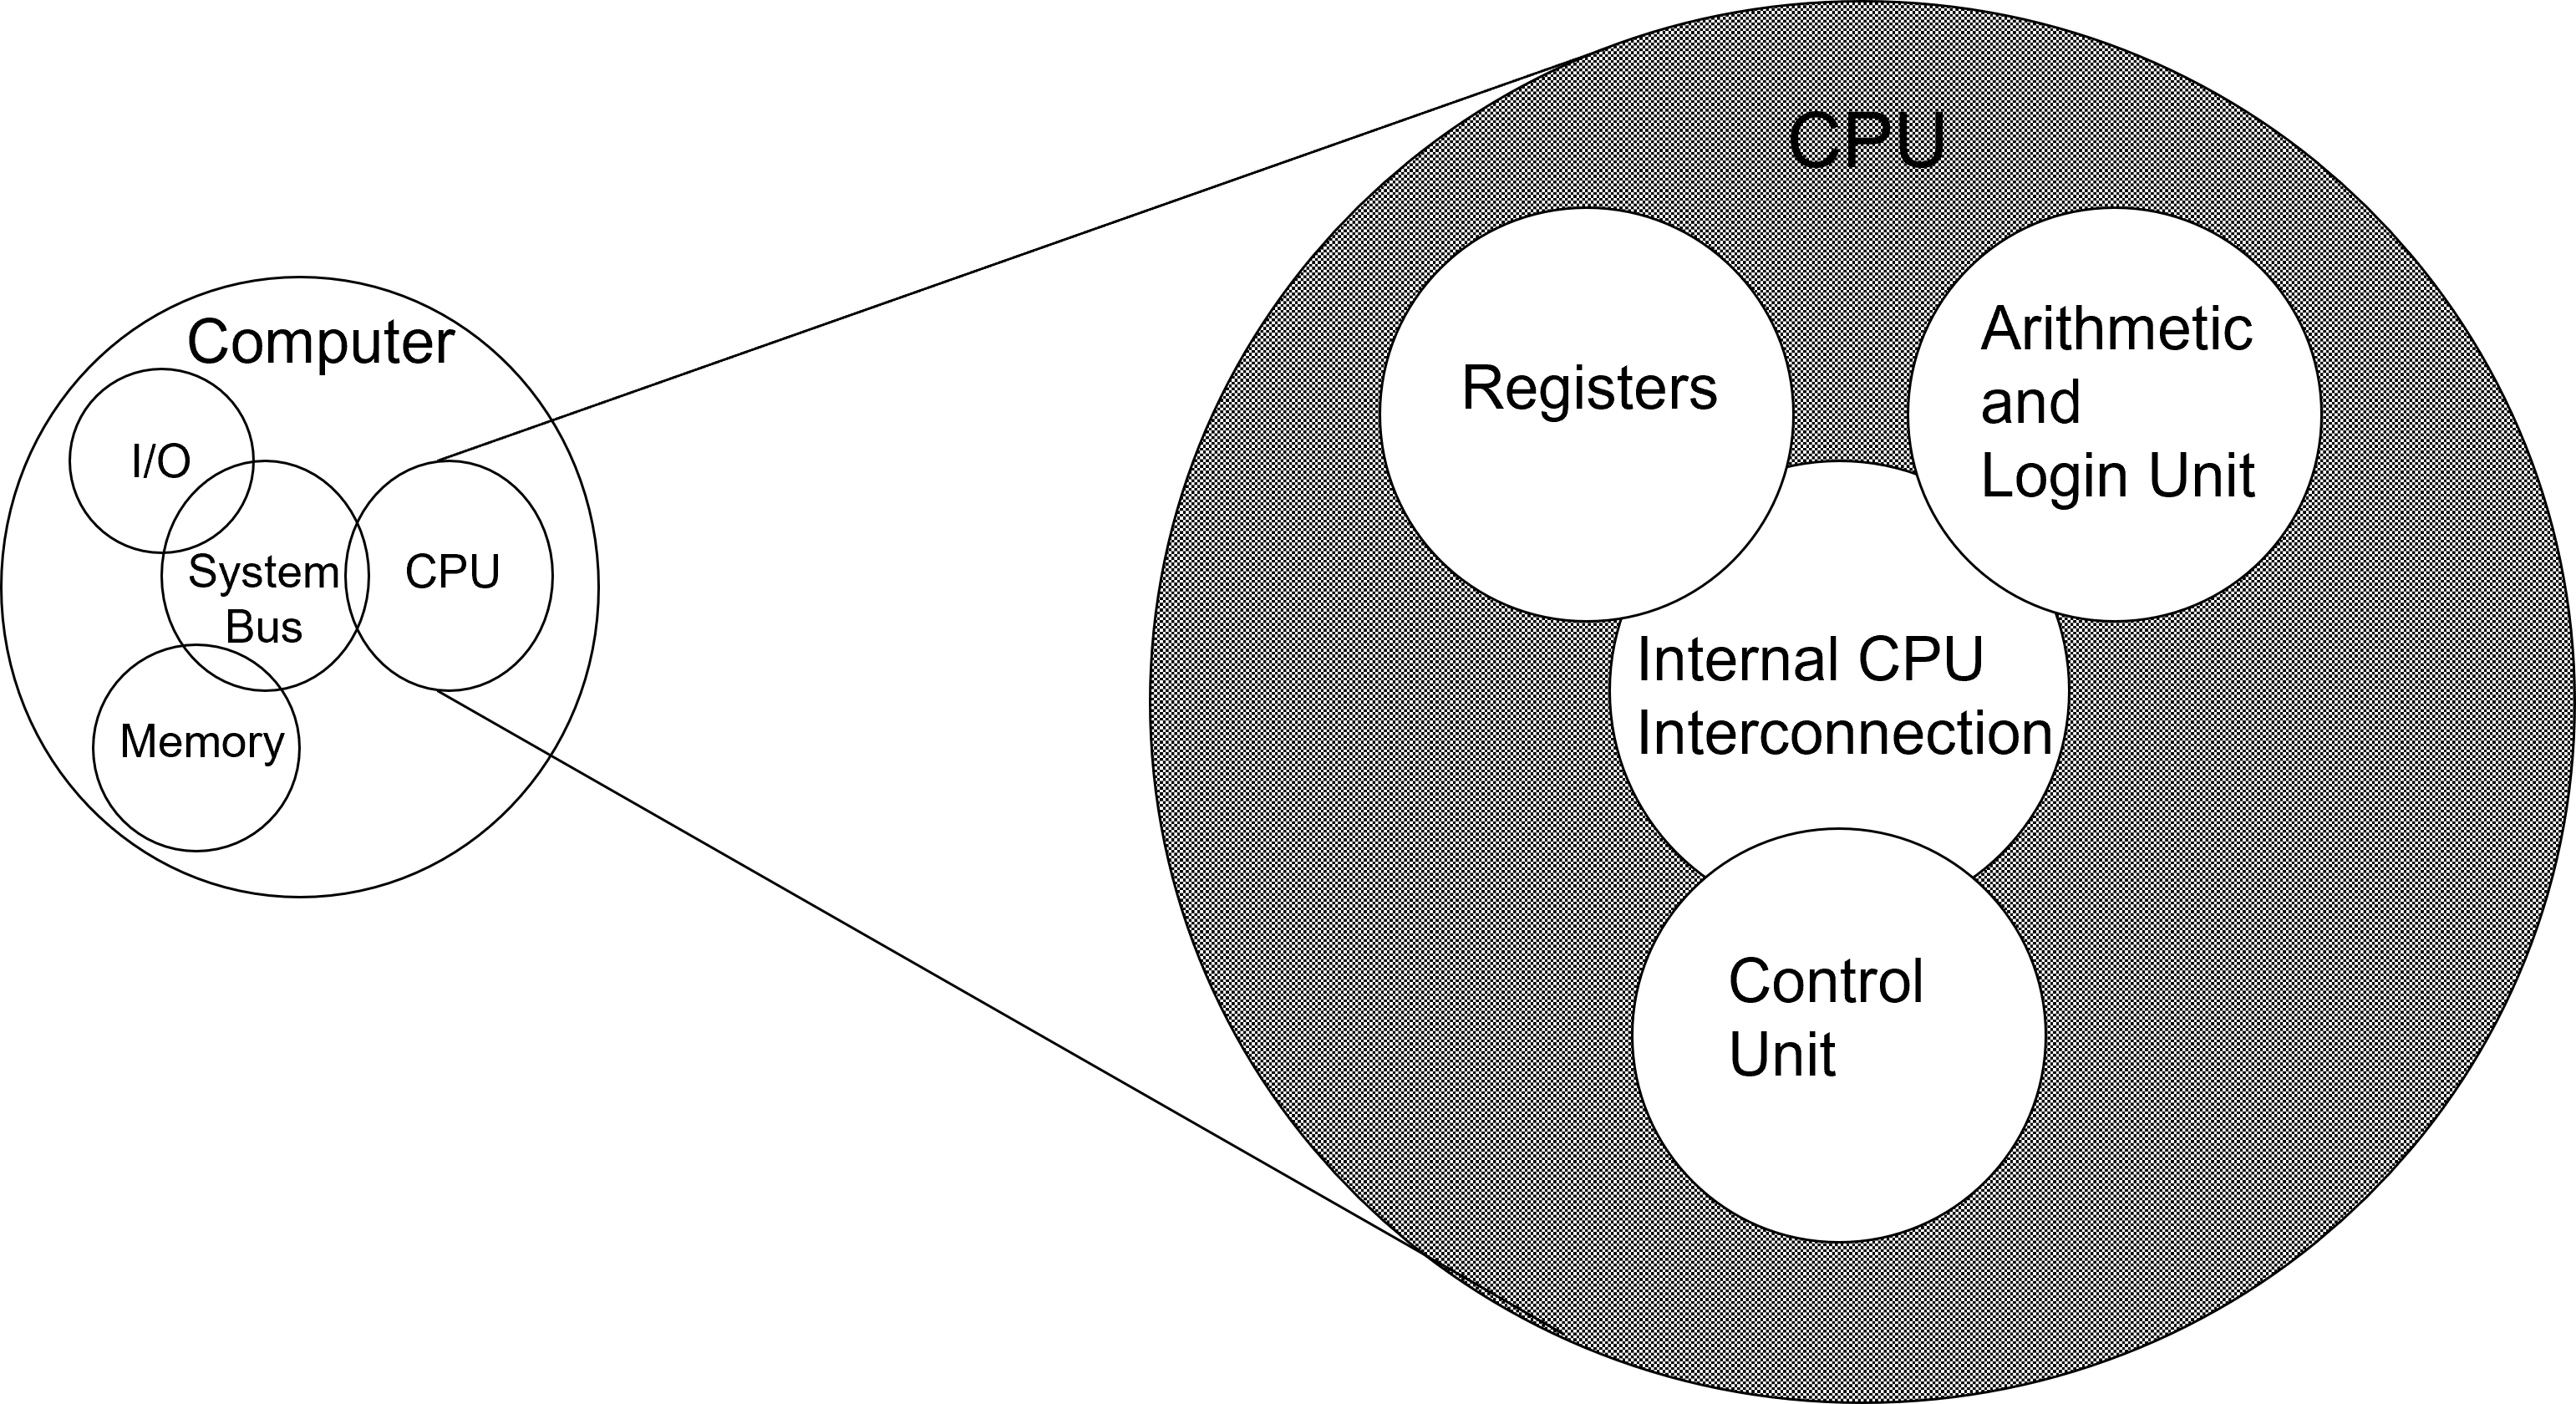 Computer
I/O
System
Bus
CPU
Memory
CPU
Registers
Arithmetic
and
Login Unit
Internal CPU
Interconnection
Control
Unit